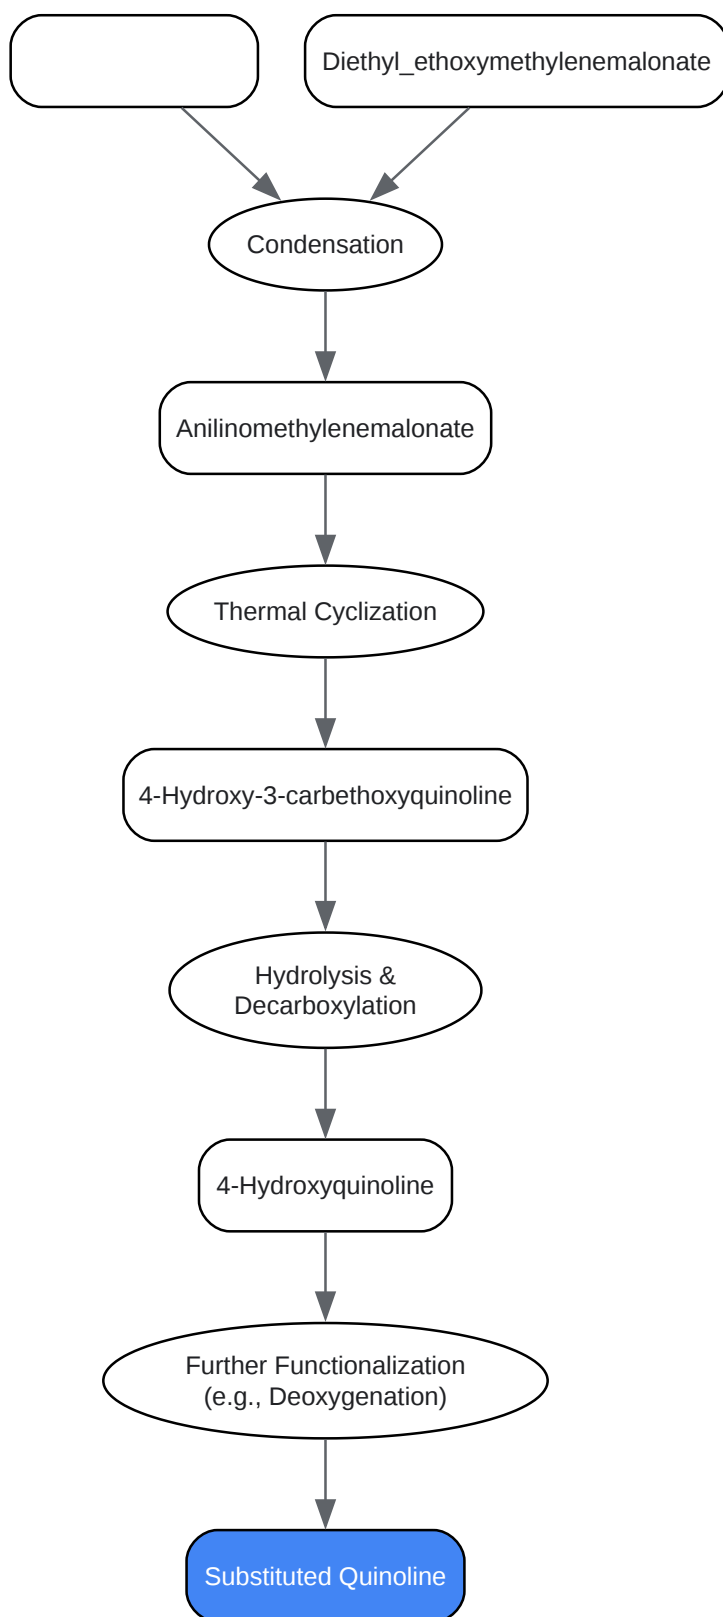 Diethyl_ethoxymethylenemalonate
Condensation
Anilinomethylenemalonate
Thermal Cyclization
4-Hydroxy-3-carbethoxyquinoline
Hydrolysis &
Decarboxylation
4-Hydroxyquinoline
Further Functionalization
(e.g., Deoxygenation)
Substituted Quinoline